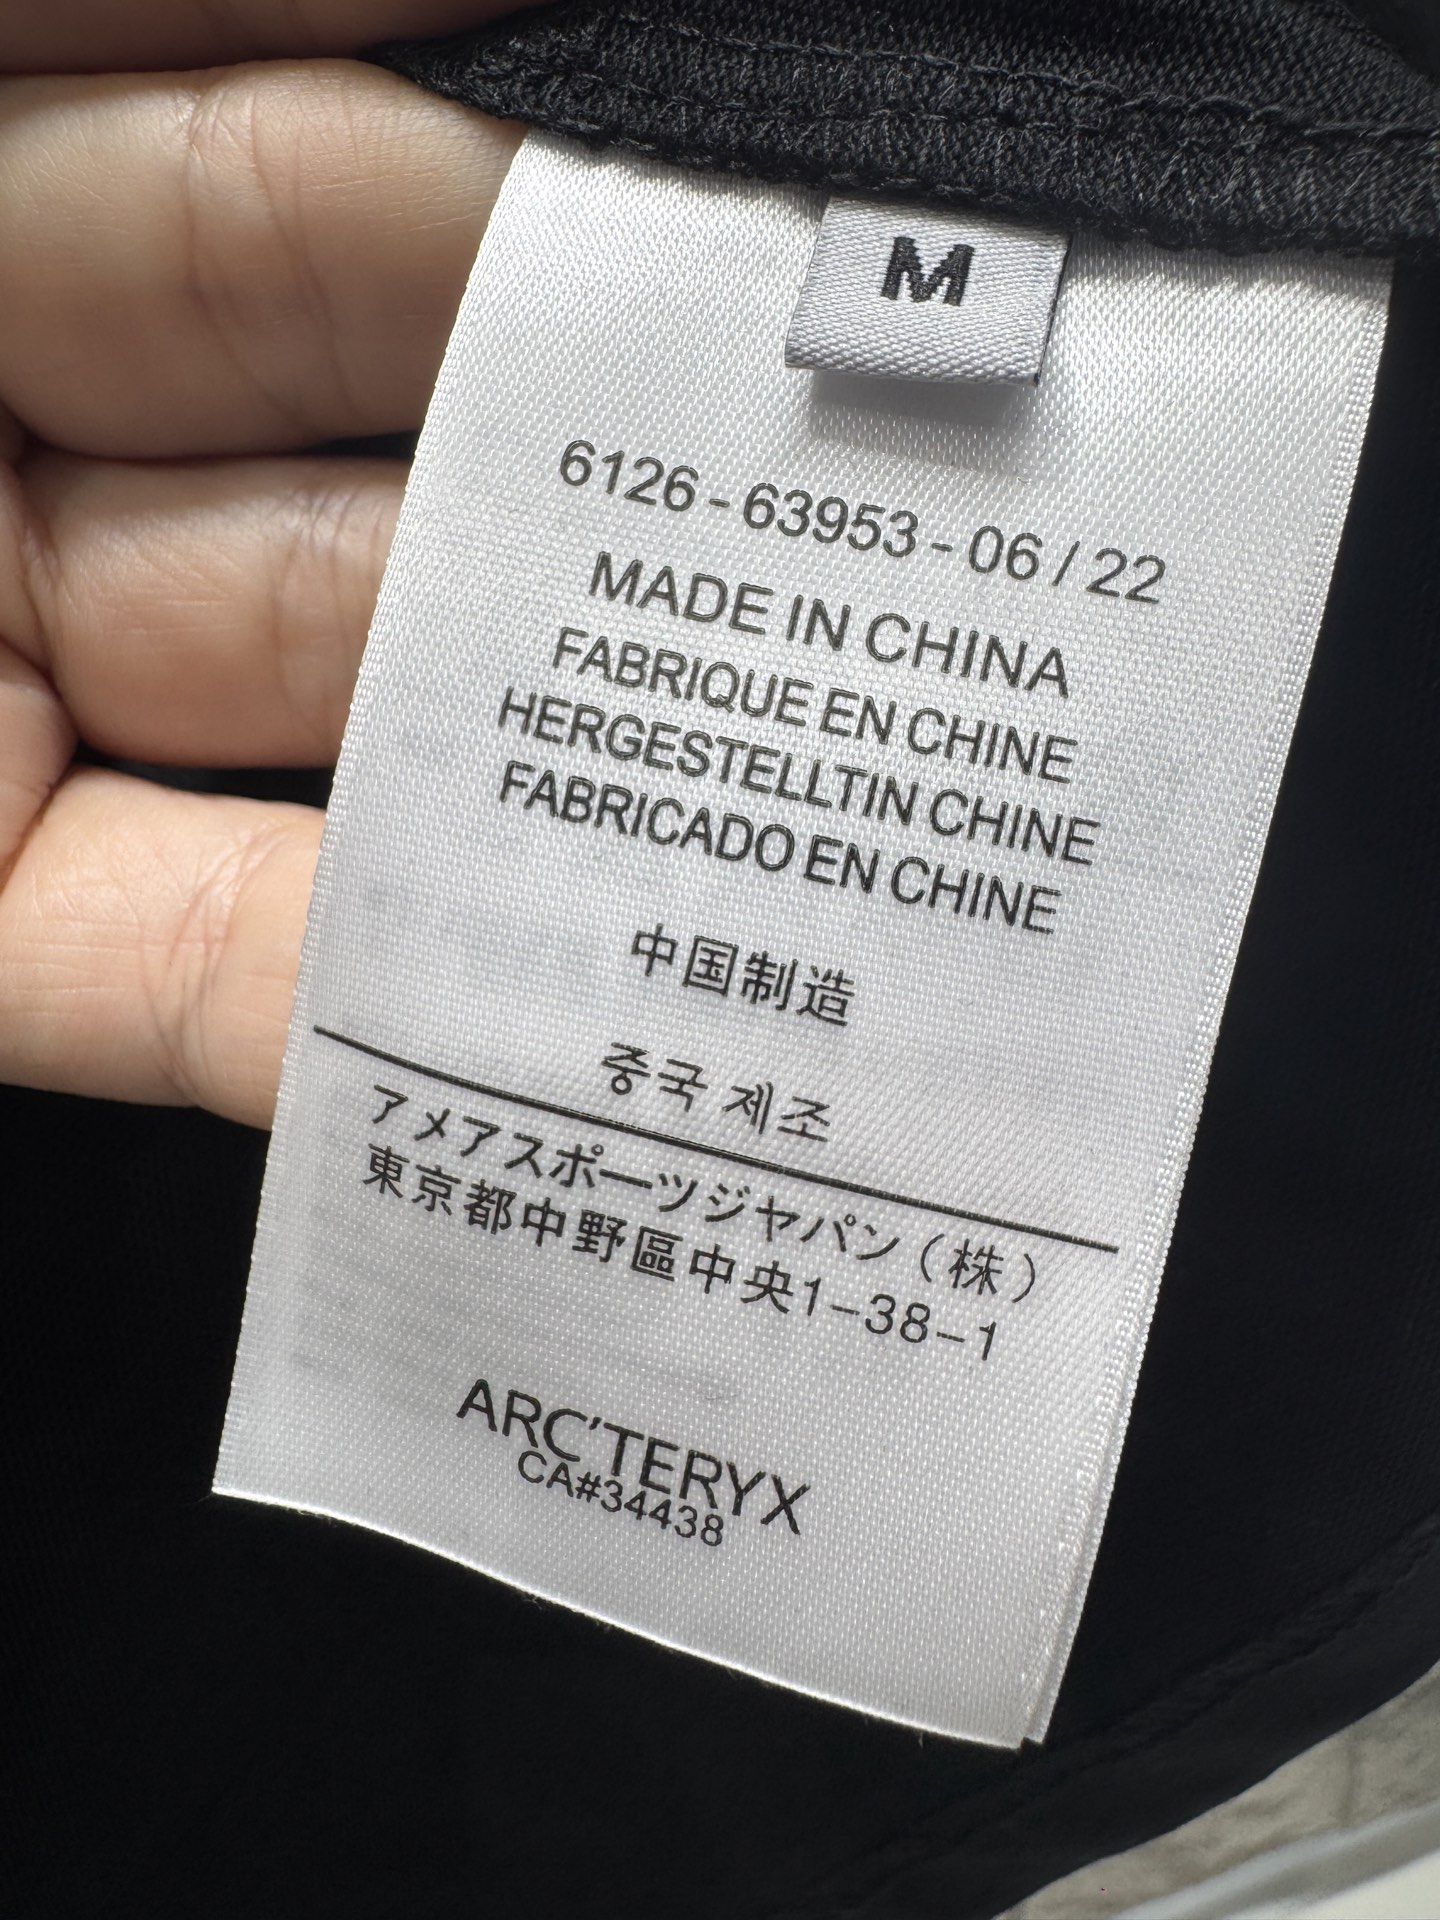 M
6126-63953-06/22
MADE IN CHINA
FABRIQUE EN CHINE
HERGESTELLTIN CHINE
FABRICADO EN CHINE
中国制造
중국 제조
アメアスポーツジヤパン（株）
東京都中野區中央1-38-1
ARC'TERYX
CA#34438